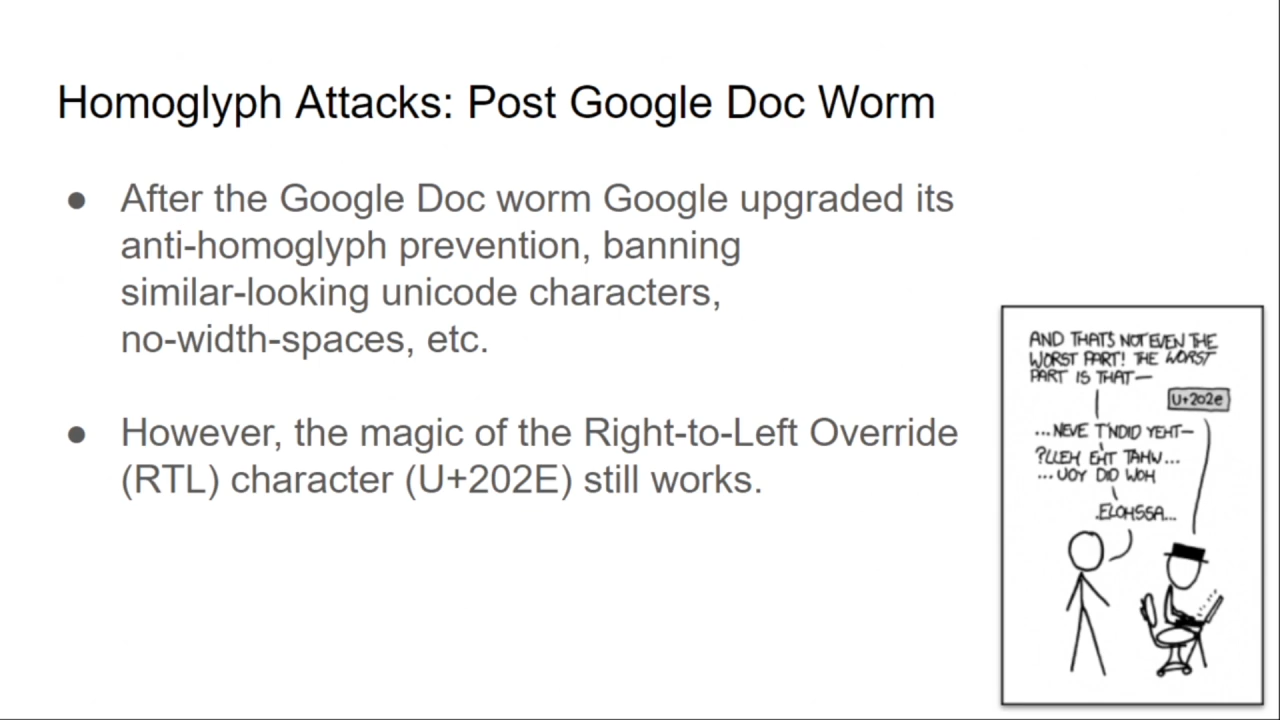 Homoglyph Attacks: Post Google Doc Worm
● After the Google Doc worm Google upgraded its
anti-homoglyph prevention, banning
similar-looking unicode characters,
no-width-spaces, etc.
● However, the magic of the Right-to-Left Override
(RTL) character (U+202E) still works.
AND THAT'S NOT EVEN THE
WORST PART! THE WORST
PART IS THAT—
U+202e
...NEVE T'NDID YEHT—
?LLEH EHT TAHW...
...UOY DID WOH
.ELOHSSA...